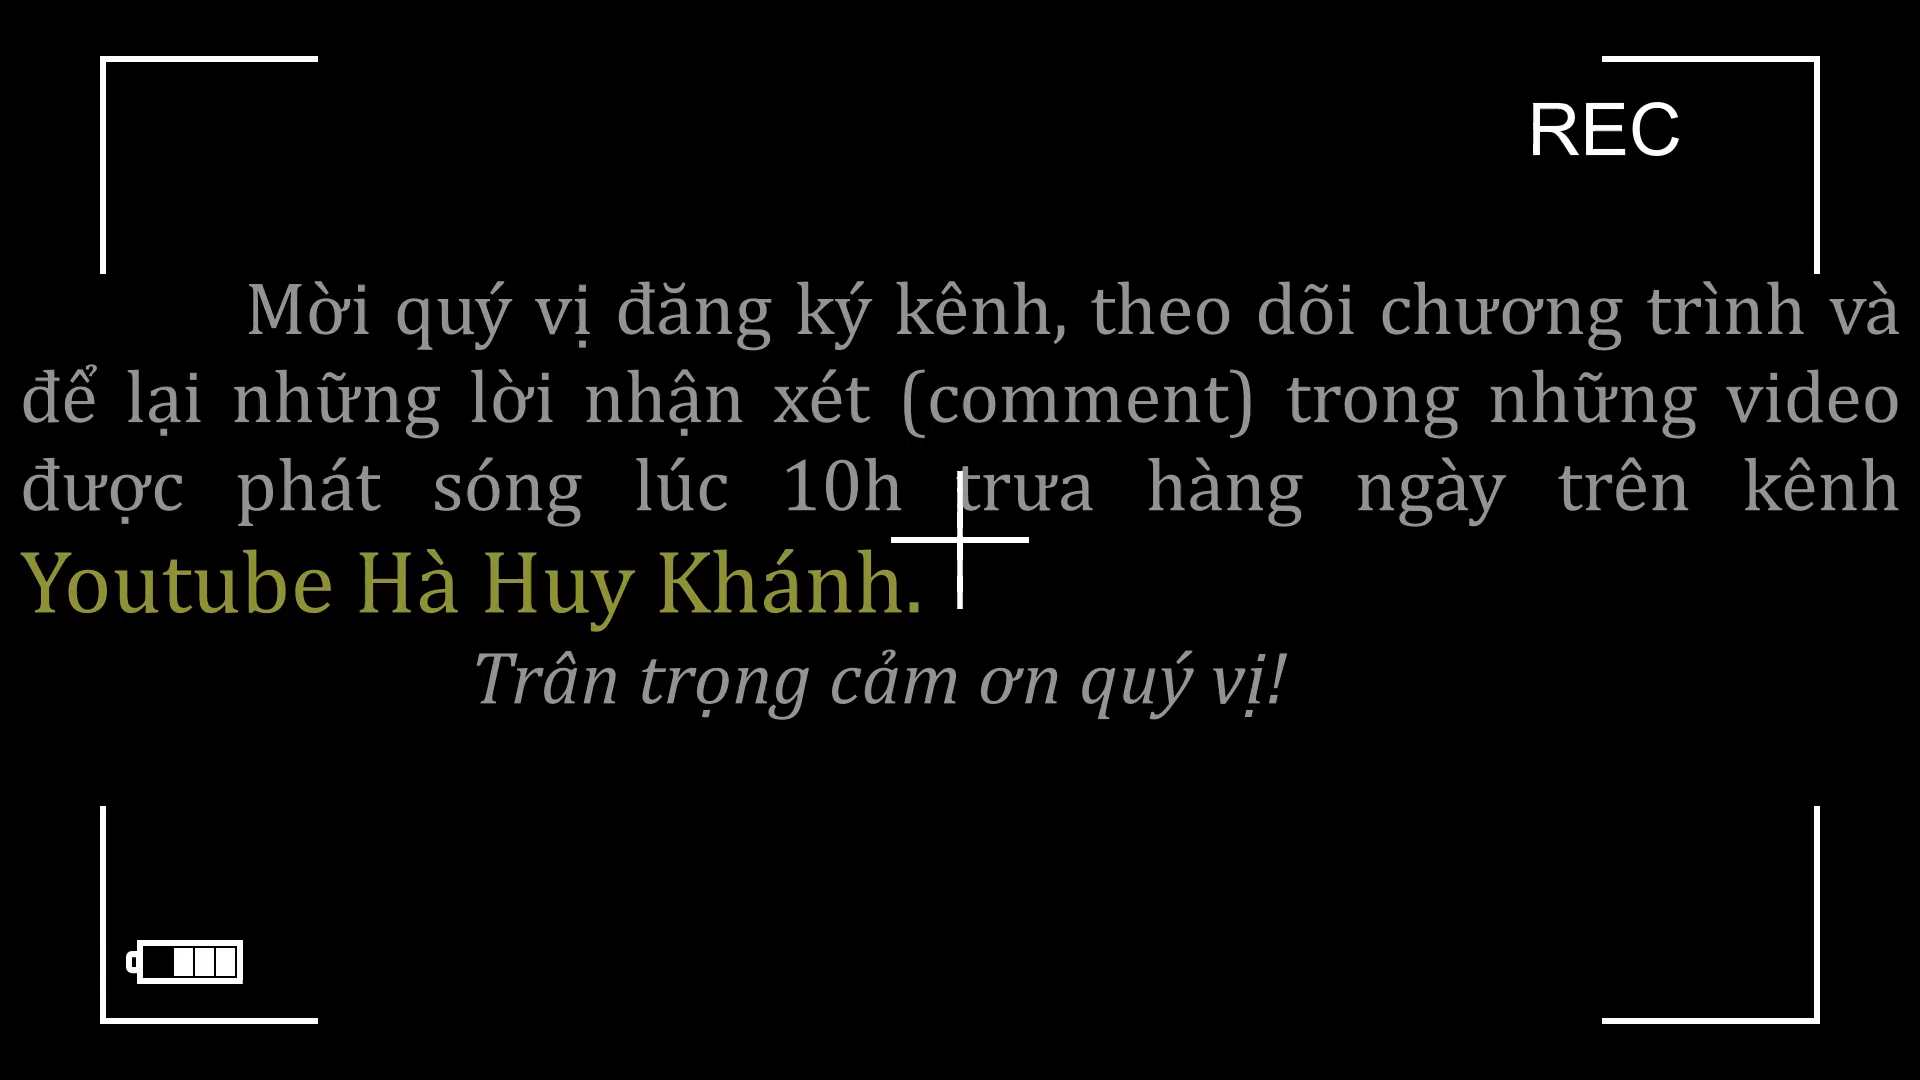 REC
Mời quý vị đăng ký kênh, theo dõi chương trình và
để lại những lời nhận xét (comment) trong những video
được phát sóng lúc 10h trưa hàng ngày trên kênh
Youtube Hà Huy Khánh.
Trân trọng cảm ơn quý vị!